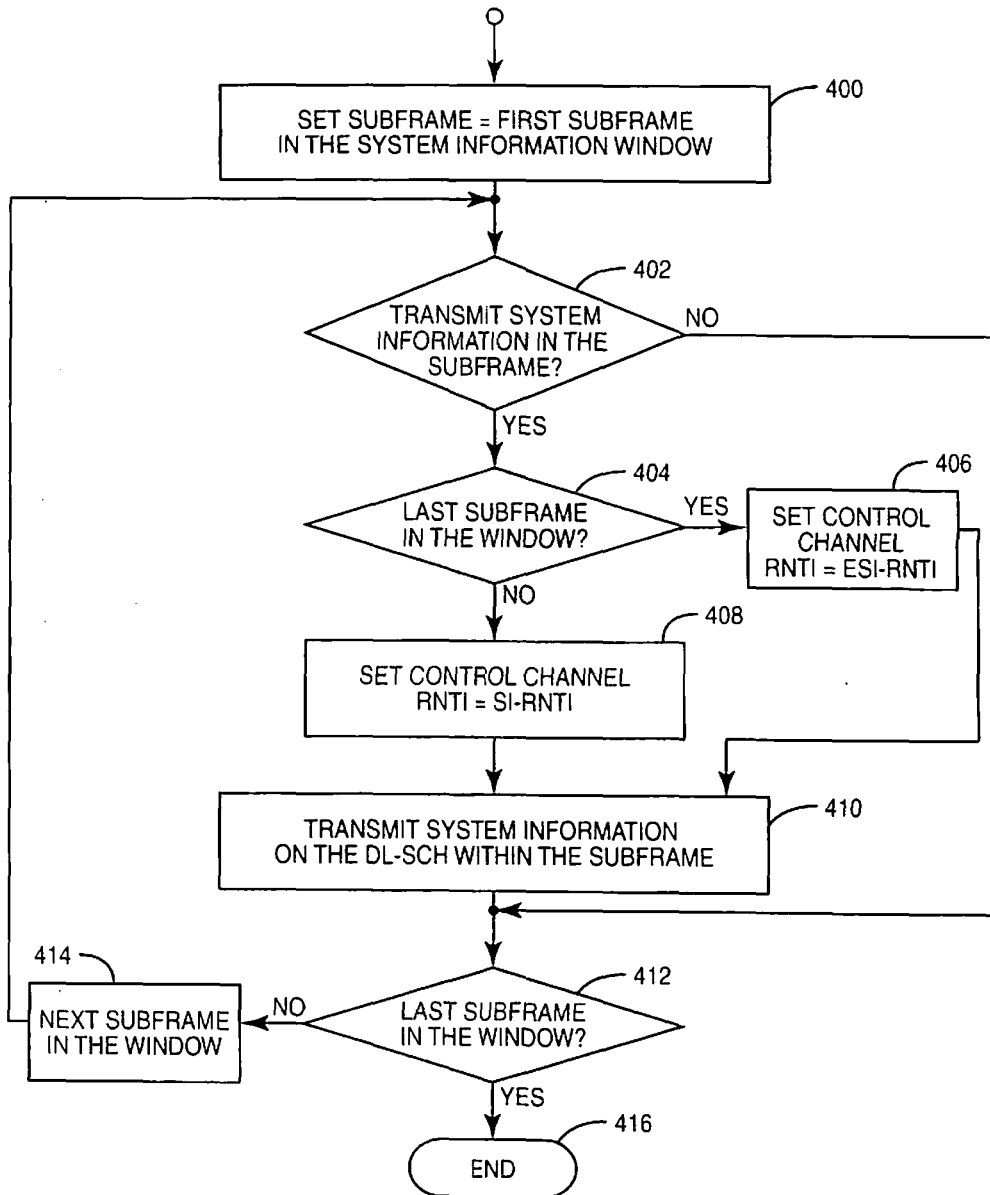 400
SET SUBFRAME = FIRST SUBFRAME
IN THE SYSTEM INFORMATION WINDOW
402
TRANSMIT SYSTEM
INFORMATION IN THE
SUBFRAME?
NO
YES
404
LAST SUBFRAME
IN THE WINDOW?
YES
406
SET CONTROL
CHANNEL
RNTI = ESI-RNTI
NO
408
SET CONTROL CHANNEL
RNTI = SI-RNTI
410
TRANSMIT SYSTEM INFORMATION
ON THE DL-SCH WITHIN THE SUBFRAME
412
LAST SUBFRAME
IN THE WINDOW?
NO
414
NEXT SUBFRAME
IN THE WINDOW
YES
416
END